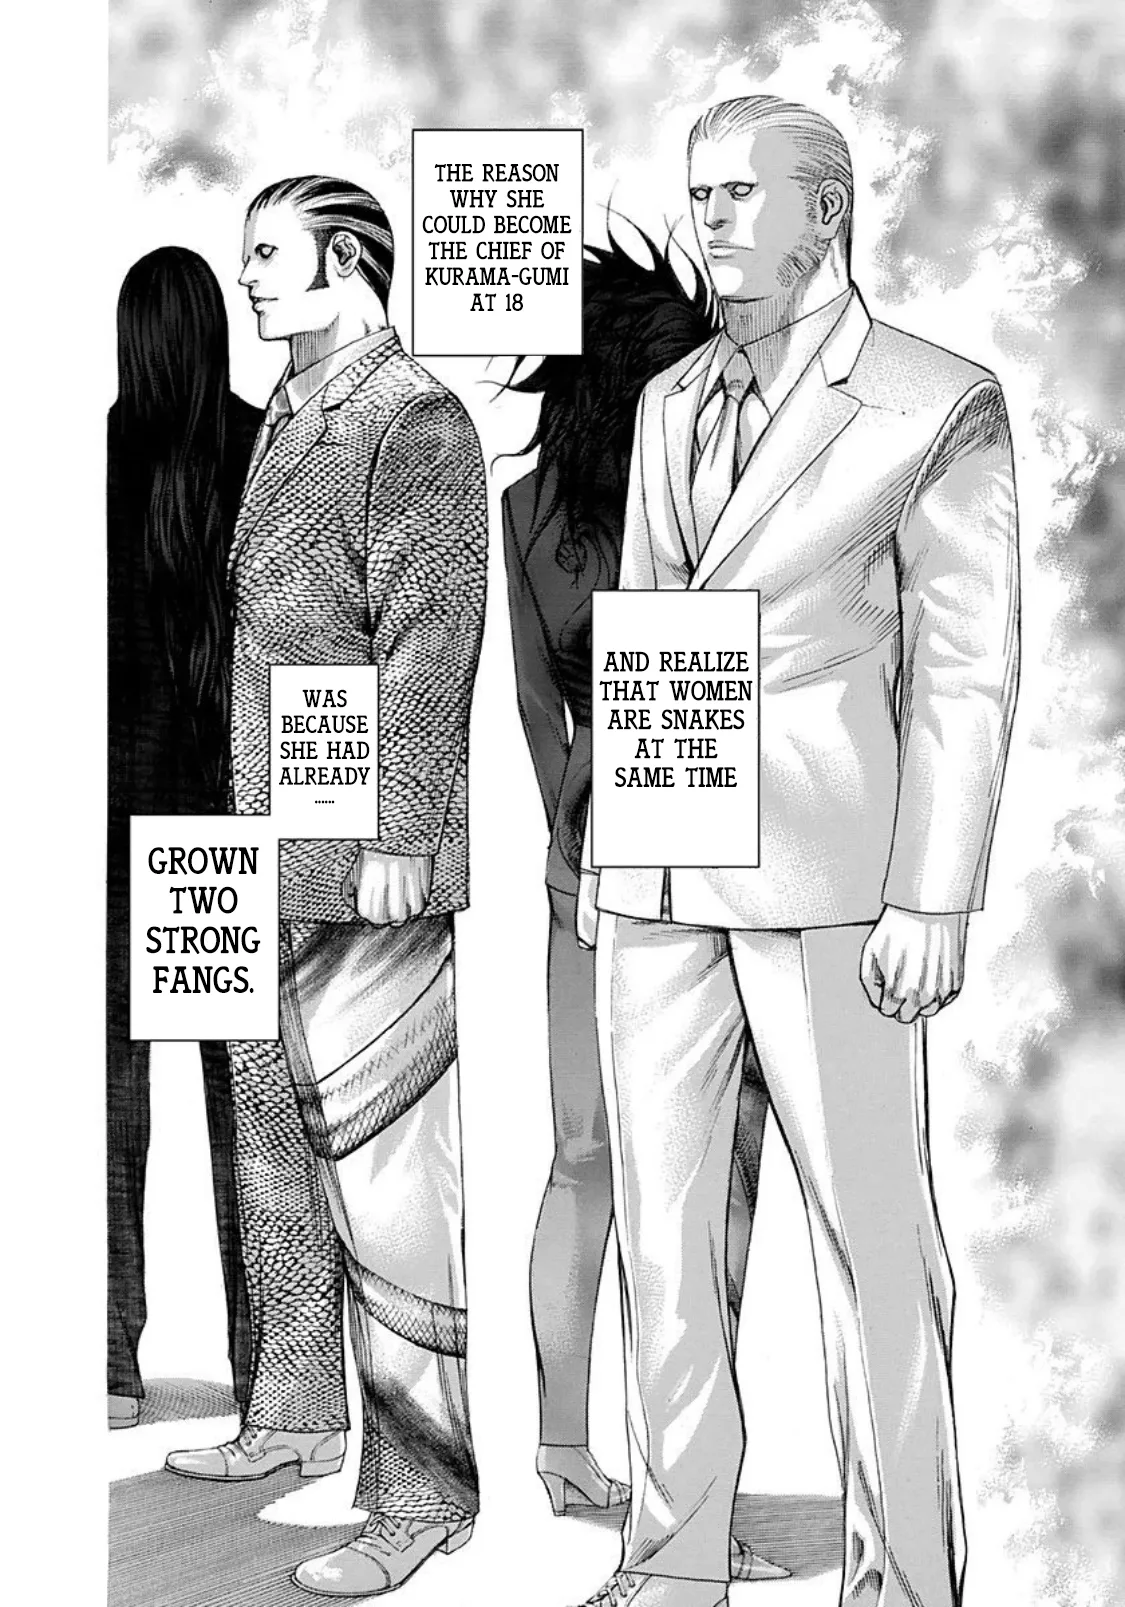 AND REALIZE
THAT WOMEN
ARE SNAKES
AT THE
SAME TIME
THE REASON
WHY SHE
COULD BECOME
THE CHIEF OF
KURAMA-GUMI
AT 18
WAS
BECAUSE
SHE HAD
ALREADY
......
GROWN
TWO
STRONG
FANGS.